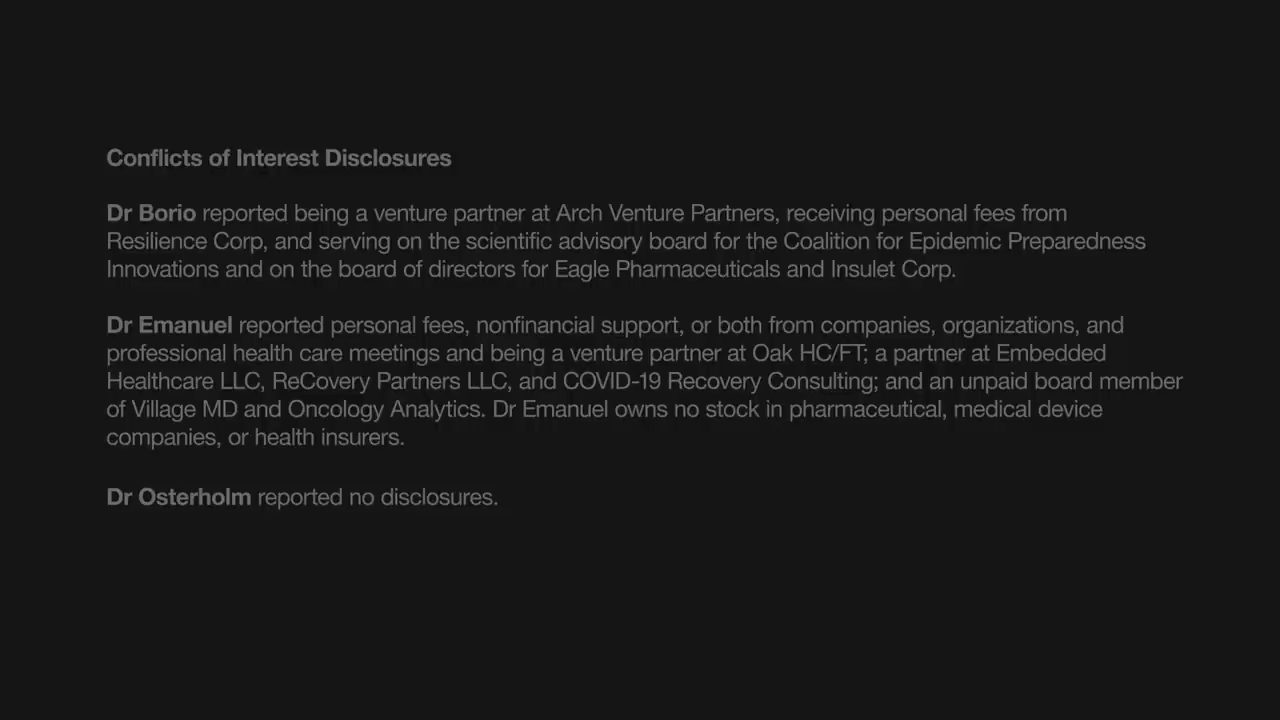 Conflicts of Interest Disclosures
Dr Borio reported being a venture partner at Arch Venture Partners, receiving personal fees from
Resilience Corp, and serving on the scientific advisory board for the Coalition for Epidemic Preparedness
Innovations and on the board of directors for Eagle Pharmaceuticals and Insulet Corp.
Dr Emanuel reported personal fees, nonfinancial support, or both from companies, organizations, and
professional health care meetings and being a venture partner at Oak HC/FT; a partner at Embedded
Healthcare LLC, ReCovery Partners LLC, and COVID-19 Recovery Consulting; and an unpaid board member
of Village MD and Oncology Analytics. Dr Emanuel owns no stock in pharmaceutical, medical device
companies, or health insurers.
Dr Osterholm reported no disclosures.